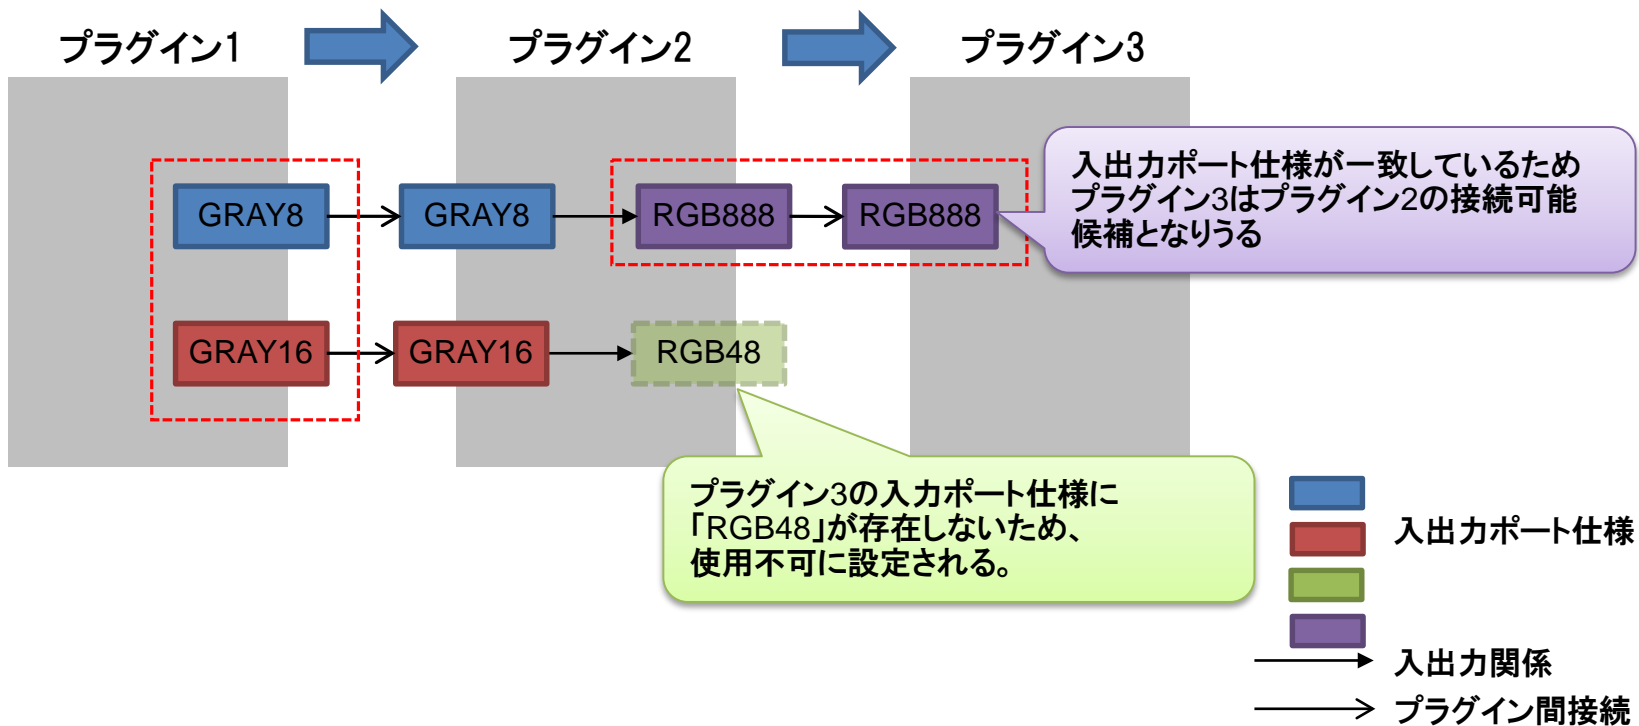 プラグイン1
プラグイン2
プラグイン3
GRAY8
GRAY8
RGB888
RGB888
入出力ポート仕様が一致しているため
プラグイン3はプラグイン2の接続可能
候補となりうる
GRAY16
GRAY16
RGB48
プラグイン3の入力ポート仕様に
「RGB48」が存在しないため、
使用不可に設定される。
入出力ポート仕様
入出力関係
プラグイン間接続